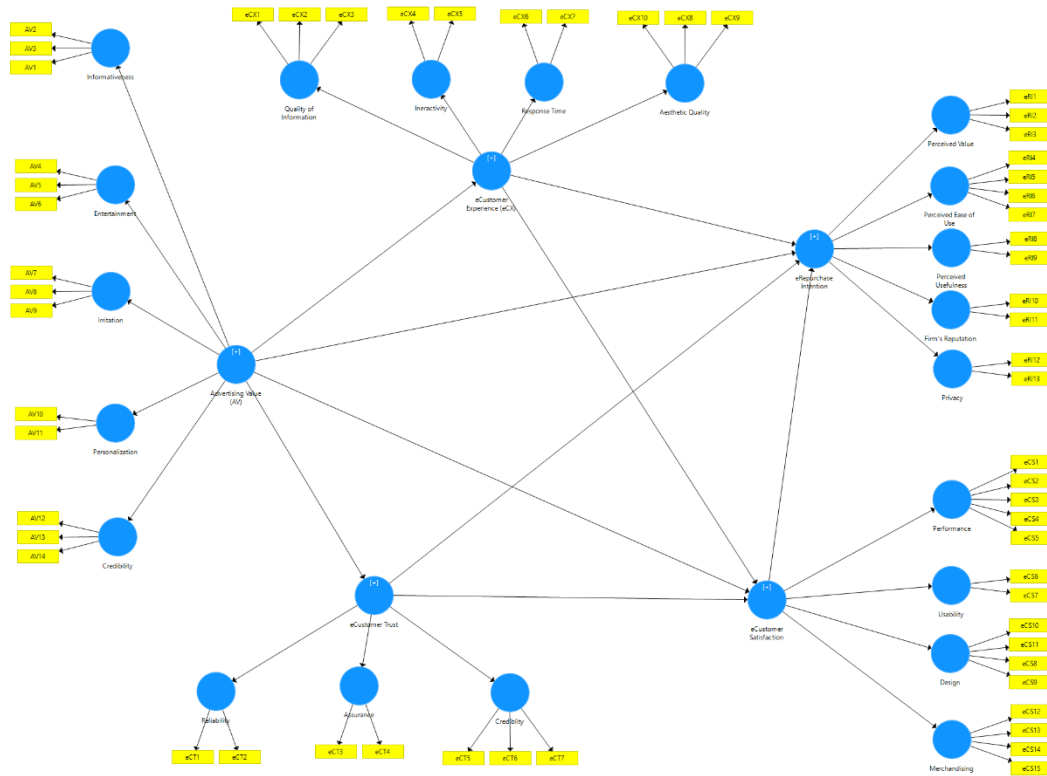 eCX1
eCX2
eCX3
eCX4
eCX5
eCX6
eCX7
eCX10
eCX8
eCX9
AV2
AV3
AV1
Informativeness
Quality of
Information
Ineractivity
Response Time
Aesthetic Quality
eRI1
eRI2
eRI3
Perceived Value
AV4
AV5
AV6
Entertainment
[+]
eCustomer
Experience (eCX)
eRI4
eRI5
eRI6
eRI7
Perceived Ease of
Use
[+]
eRepurchase
Intention
eRI8
eRI9
Perceived
Usefulness
AV7
AV8
AV9
Irritation
eRI10
eRI11
Firm's Reputation
[+]
Advertising Value
(AV)
eRI12
eRI13
Privacy
AV10
AV11
Personalization
AV12
AV13
AV14
Credibility
eCS1
eCS2
eCS3
eCS4
eCS5
Performance
[+]
eCustomer Trust
[+]
eCustomer
Satisfaction
eCS6
eCS7
Usability
eCS10
eCS11
eCS8
eCS9
Design
Reliability
Assurance
Crediblity
eCT1
eCT2
eCT3
eCT4
eCT5
eCT6
eCT7
eCS12
eCS13
eCS14
eCS15
Merchandising